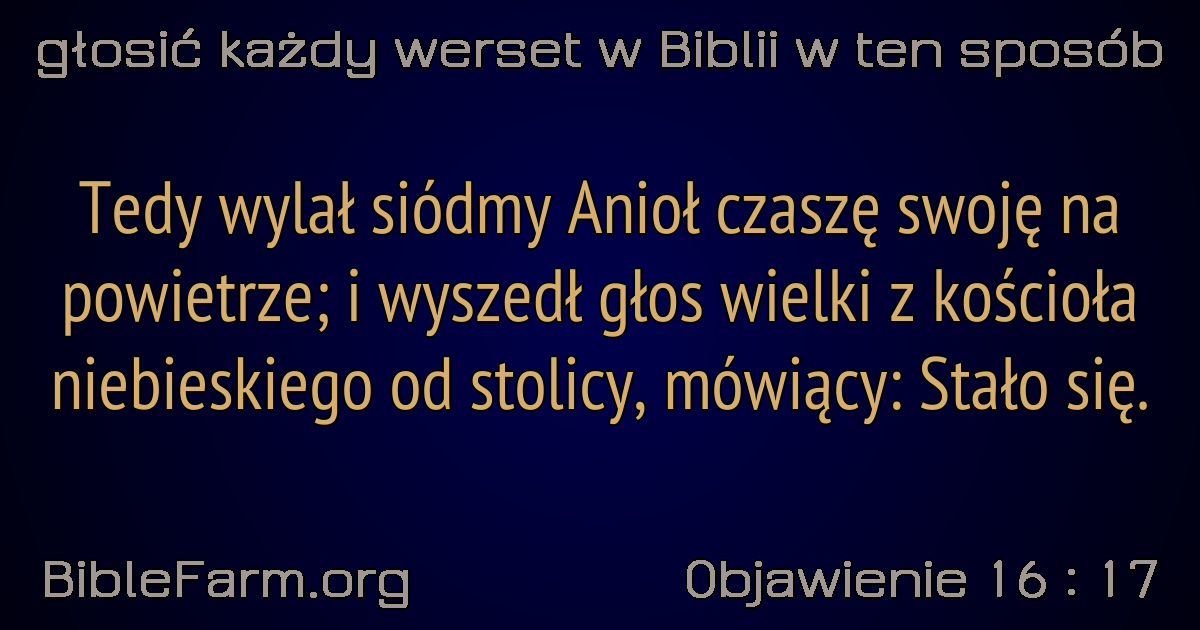 głosić każdy werset w Biblii w ten sposób
Tedy wylał siódmy Anioł czaszę swoję na
powietrze; i wyszedł głos wielki z kościoła
niebieskiego od stolicy, mówiący: Stało się.
BibleFarm.org
Objawienie 16 : 17